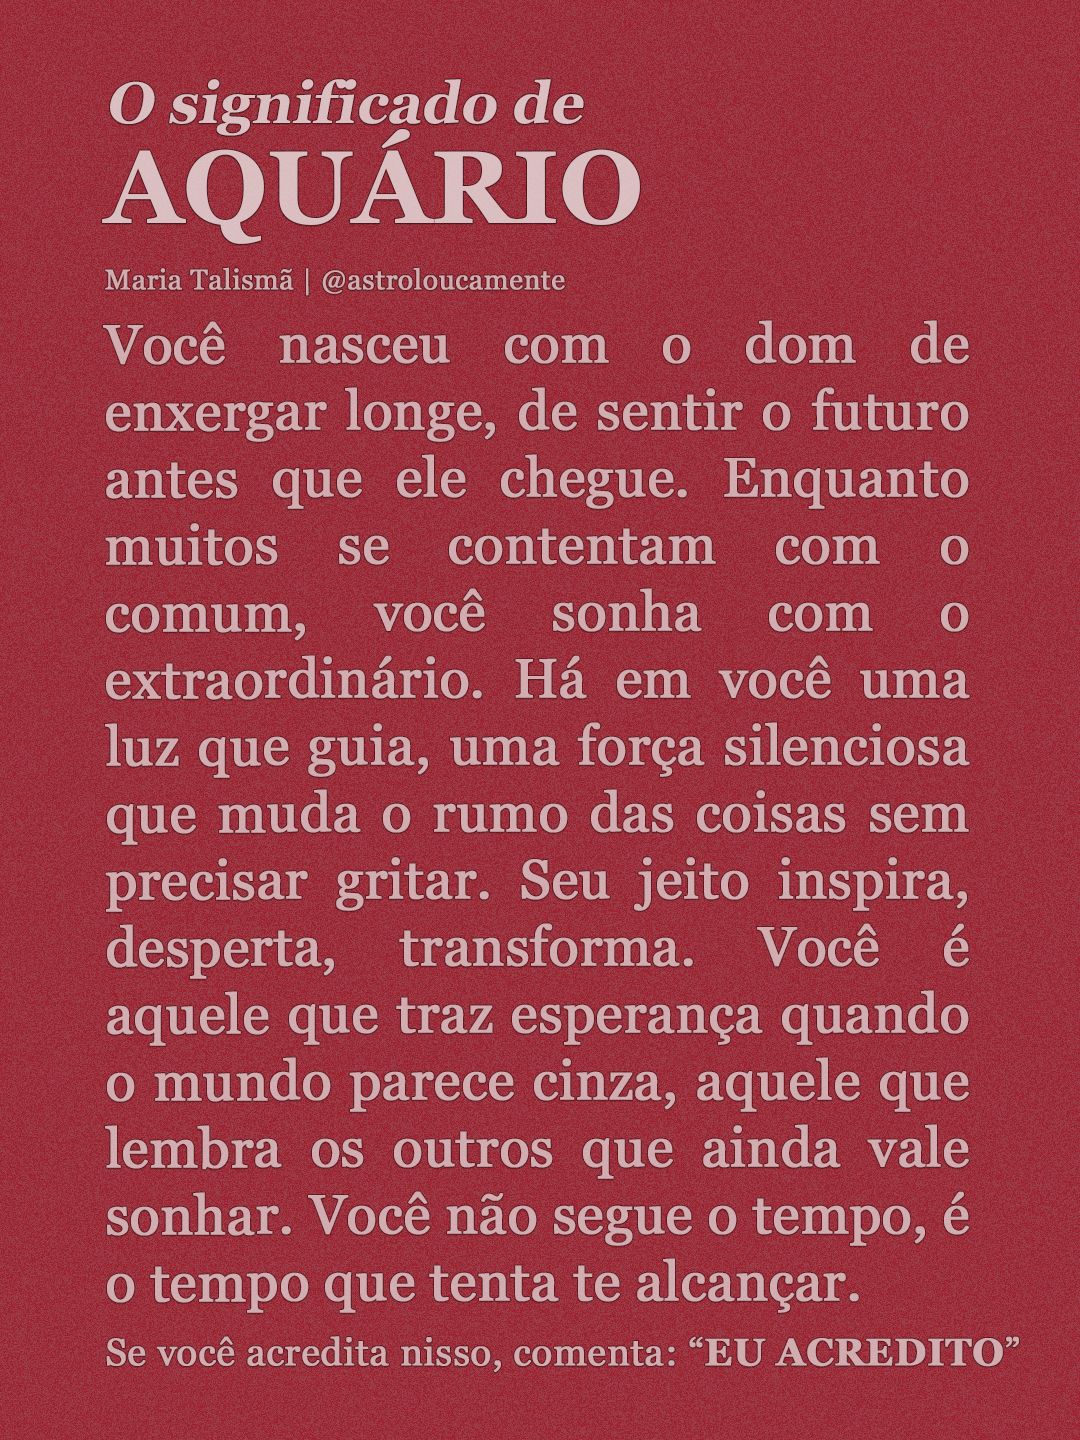 O significado de
AQUÁRIO
Maria Talismã | @astroloucamente
Você nasceu com o dom de
enxergar longe, de sentir o futuro
antes que ele chegue. Enquanto
muitos se contentam com o
comum, você sonha com o
extraordinário. Há em você uma
luz que guia, uma força silenciosa
que muda o rumo das coisas sem
precisar gritar. Seu jeito inspira,
desperta, transforma. Você é
aquele que traz esperança quando
o mundo parece cinza, aquele que
lembra os outros que ainda vale
sonhar. Você não segue o tempo, é
o tempo que tenta te alcançar.
Se você acredita nisso, comenta: “EU ACREDITO”